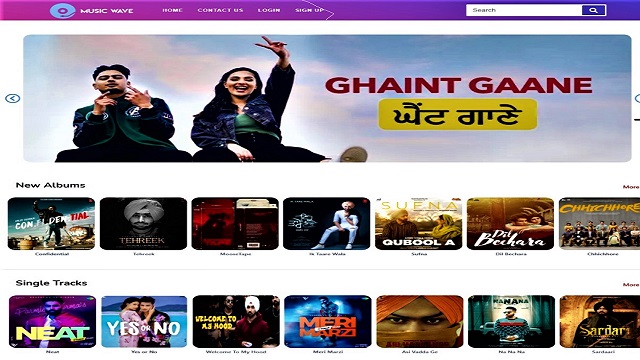 MUSIC WAVE HOME CONTACT US LOGIN SIGN UP Search
GHAINT GAANE
ਘੈਂਟ ਗਾਣੇ
New Albums More
CONFIDENTIAL TEHREEK SUFNA QUBOOL A Dil Bechara CHHICHHORE
Confidential Tehreek MooseTape Ik Taare Wala Sufna Dil Bechara Chhichhore
Single Tracks More
NEAT YES OR NO WELCOME TO MY HOOD MERI MARZI NA NA NA Sardari
Neat Yes Or No Welcome To My Hood Meri Marzi Ani Vadda Ge Na Na Na Sardaari